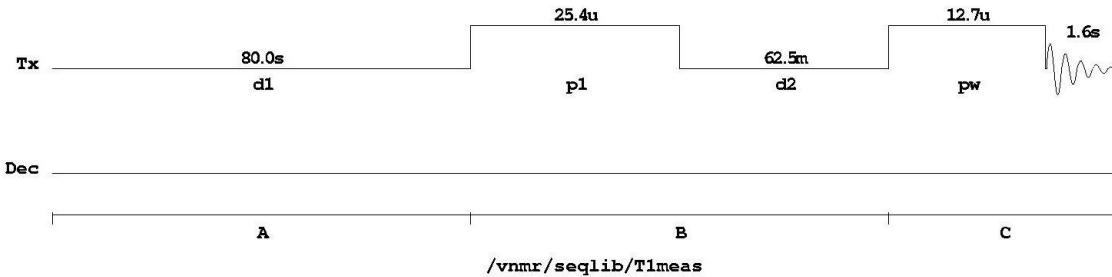 25.4u 12.7u
1.6s
Tx 80.0s 62.5m
d1 p1 d2 pw
Dec
A B C
/vnmr/seqlib/T1meas